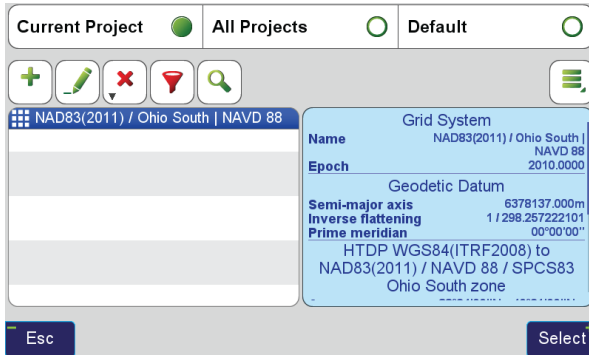 Current Project All Projects Default
NAD83(2011) / Ohio South | NAVD 88
Grid System
Name NAD83(2011) / Ohio South |
NAVD 88
Epoch 2010.0000
Geodetic Datum
Semi-major axis 6378137.000m
Inverse flattening 1 / 298.257222101
Prime meridian 00°00'00"
HTDP WGS84(ITRF2008) to
NAD83(2011) / NAVD 88 / SPCS83
Ohio South zone
Esc Select